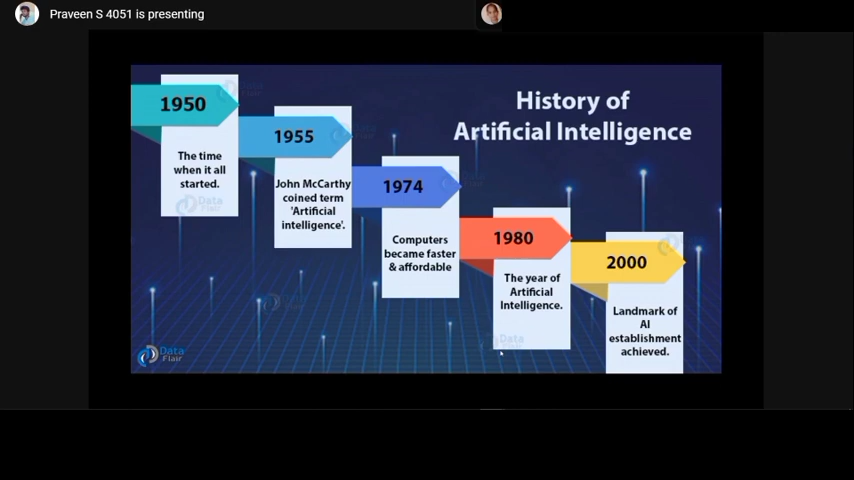 Praveen S 4051 is presenting
History of
Artificial Intelligence
1950
The time
when it all
started.
1955
John McCarthy
coined term
'Artificial
intelligence'.
1974
Computers
became faster
& affordable
1980
The year of
Artificial
Intelligence.
2000
Landmark of
AI
establishment
achieved.
Data
Flair